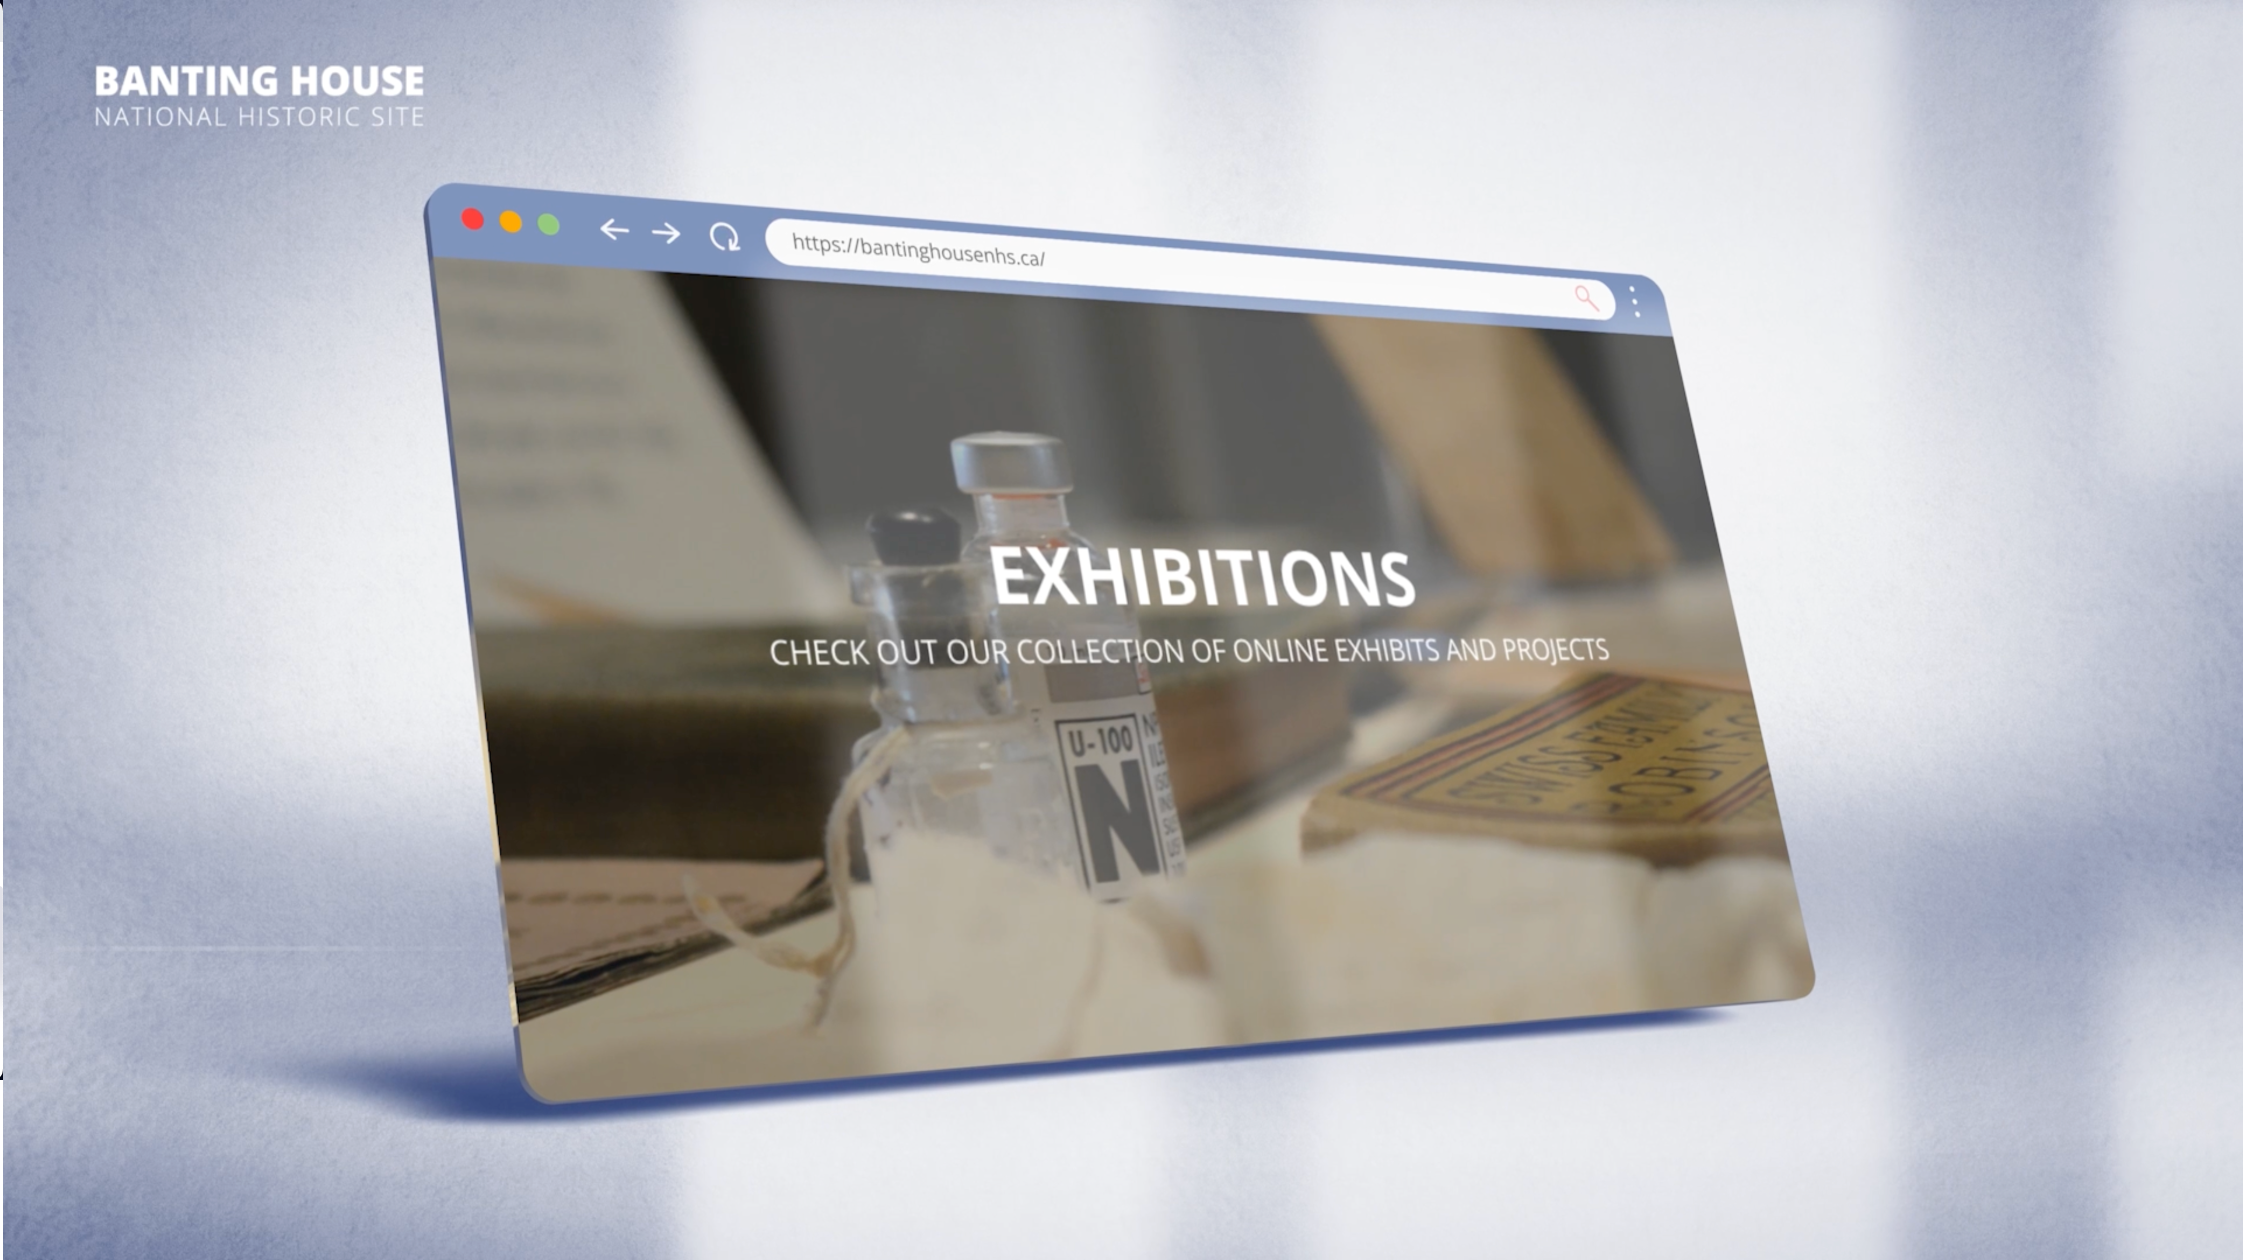 BANTING HOUSE
NATIONAL HISTORIC SITE
https://bantinghousenhs.ca/
EXHIBITIONS
CHECK OUT OUR COLLECTION OF ONLINE EXHIBITS AND PROJECTS
U-100
N
SWISS FAMILY
ROBINSO